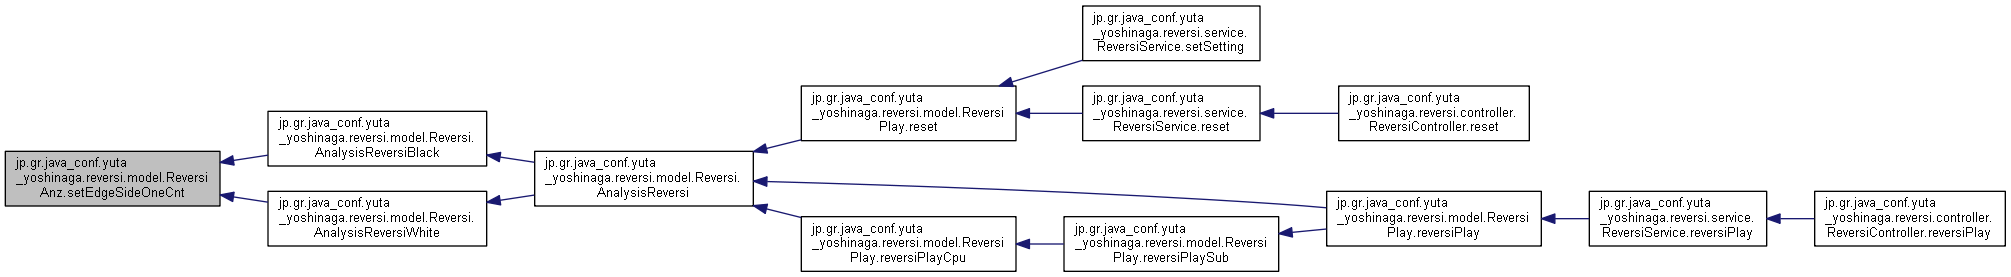 jp.gr.java_conf.yuta
_yoshinaga.reversi.model.Reversi
Anz.setEdgeSideOneCnt
jp.gr.java_conf.yuta
_yoshinaga.reversi.model.Reversi.
AnalysisReversiBlack
jp.gr.java_conf.yuta
_yoshinaga.reversi.model.Reversi.
AnalysisReversiWhite
jp.gr.java_conf.yuta
_yoshinaga.reversi.model.Reversi.
AnalysisReversi
jp.gr.java_conf.yuta
_yoshinaga.reversi.model.Reversi
Play.reset
jp.gr.java_conf.yuta
_yoshinaga.reversi.service.
ReversiService.setSetting
jp.gr.java_conf.yuta
_yoshinaga.reversi.service.
ReversiService.reset
jp.gr.java_conf.yuta
_yoshinaga.reversi.controller.
ReversiController.reset
jp.gr.java_conf.yuta
_yoshinaga.reversi.model.Reversi
Play.reversiPlayCpu
jp.gr.java_conf.yuta
_yoshinaga.reversi.model.Reversi
Play.reversiPlaySub
jp.gr.java_conf.yuta
_yoshinaga.reversi.model.Reversi
Play.reversiPlay
jp.gr.java_conf.yuta
_yoshinaga.reversi.service.
ReversiService.reversiPlay
jp.gr.java_conf.yuta
_yoshinaga.reversi.controller.
ReversiController.reversiPlay